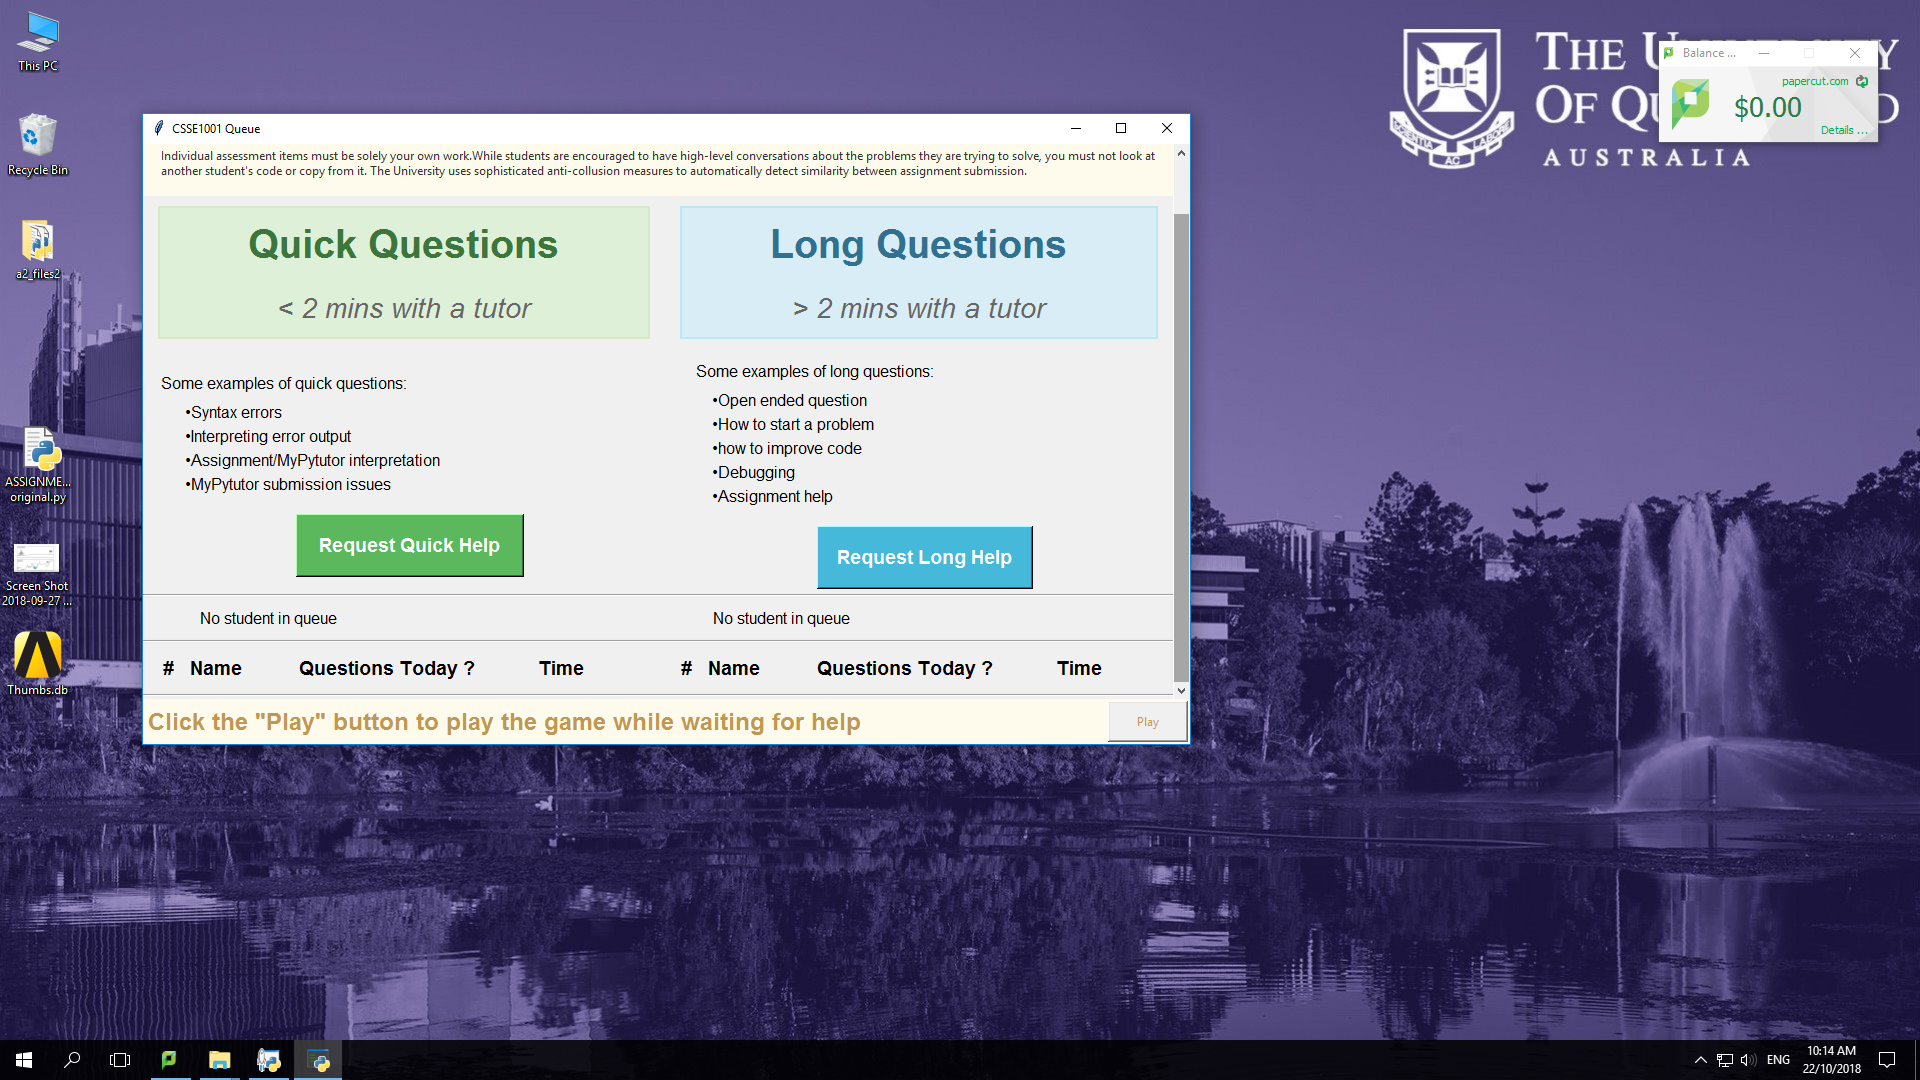 This PC
Recycle Bin
a2_files2
ASSIGNME...
original.py
Screen Shot
2018-09-27 ...
Thumbs.db
CSSE1001 Queue
Individual assessment items must be solely your own work.While students are encouraged to have high-level conversations about the problems they are trying to solve, you must not look at
another student's code or copy from it. The University uses sophisticated anti-collusion measures to automatically detect similarity between assignment submission.
Quick Questions
< 2 mins with a tutor
Some examples of quick questions:
•Syntax errors
•Interpreting error output
•Assignment/MyPytutor interpretation
•MyPytutor submission issues
Request Quick Help
No student in queue
# Name Questions Today ? Time
Long Questions
> 2 mins with a tutor
Some examples of long questions:
•Open ended question
•How to start a problem
•how to improve code
•Debugging
•Assignment help
Request Long Help
No student in queue
# Name Questions Today ? Time
Click the "Play" button to play the game while waiting for help
Play
THE
OF
AUSTRALIA
SCIENTIA AC LABORE
Balance ...
papercut.com
$0.00
Details ...
ENG
10:14 AM
22/10/2018